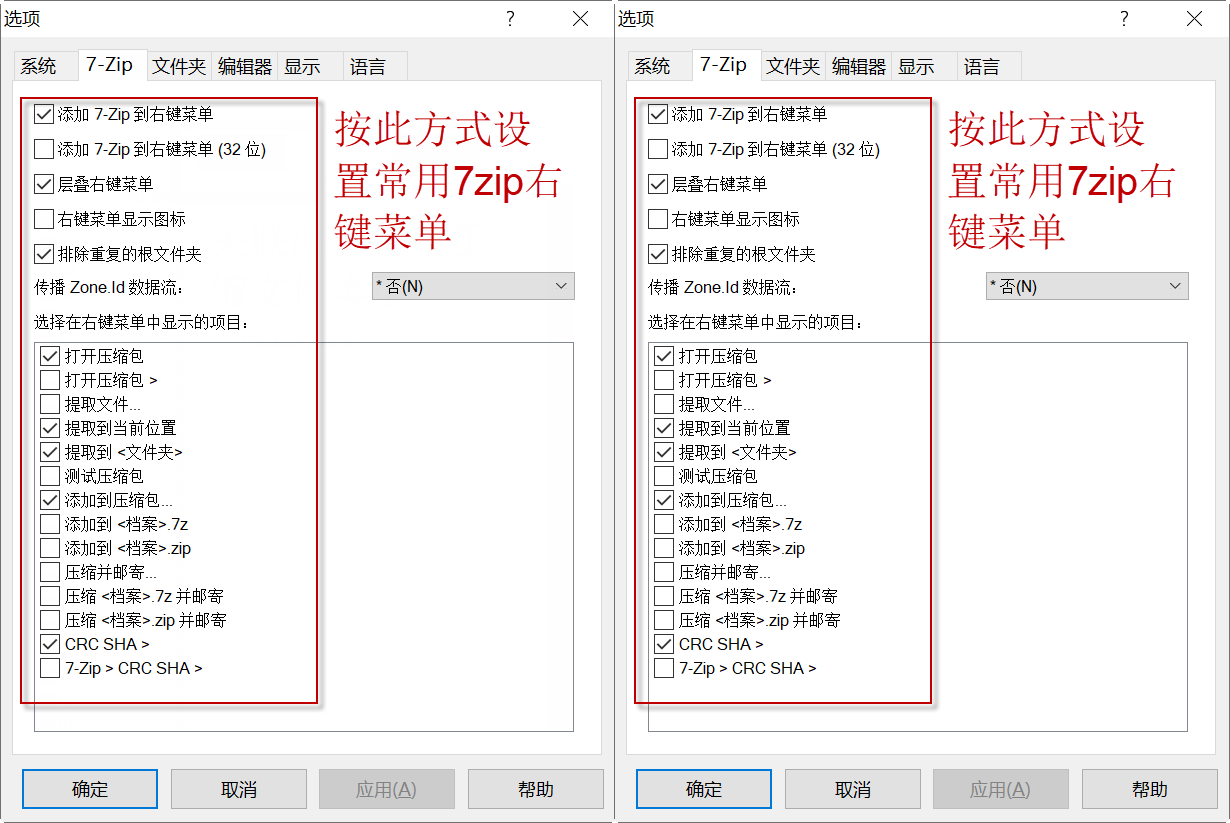 选项
系统 7-Zip 文件夹 编辑器 显示 语言
添加 7-Zip 到右键菜单
添加 7-Zip 到右键菜单 (32 位)
层叠右键菜单
右键菜单显示图标
排除重复的根文件夹
按此方式设
置常用7zip右
键菜单
传播 Zone.Id 数据流:
* 否(N)
选择在右键菜单中显示的项目:
打开压缩包
打开压缩包 >
提取文件...
提取到当前位置
提取到 <文件夹>
测试压缩包
添加到压缩包...
添加到 <档案>.7z
添加到 <档案>.zip
压缩并邮寄...
压缩 <档案>.7z 并邮寄
压缩 <档案>.zip 并邮寄
CRC SHA >
7-Zip > CRC SHA >
确定 取消 应用(A) 帮助
选项
系统 7-Zip 文件夹 编辑器 显示 语言
添加 7-Zip 到右键菜单
添加 7-Zip 到右键菜单 (32 位)
层叠右键菜单
右键菜单显示图标
排除重复的根文件夹
按此方式设
置常用7zip右
键菜单
传播 Zone.Id 数据流:
* 否(N)
选择在右键菜单中显示的项目:
打开压缩包
打开压缩包 >
提取文件...
提取到当前位置
提取到 <文件夹>
测试压缩包
添加到压缩包...
添加到 <档案>.7z
添加到 <档案>.zip
压缩并邮寄...
压缩 <档案>.7z 并邮寄
压缩 <档案>.zip 并邮寄
CRC SHA >
7-Zip > CRC SHA >
确定 取消 应用(A) 帮助